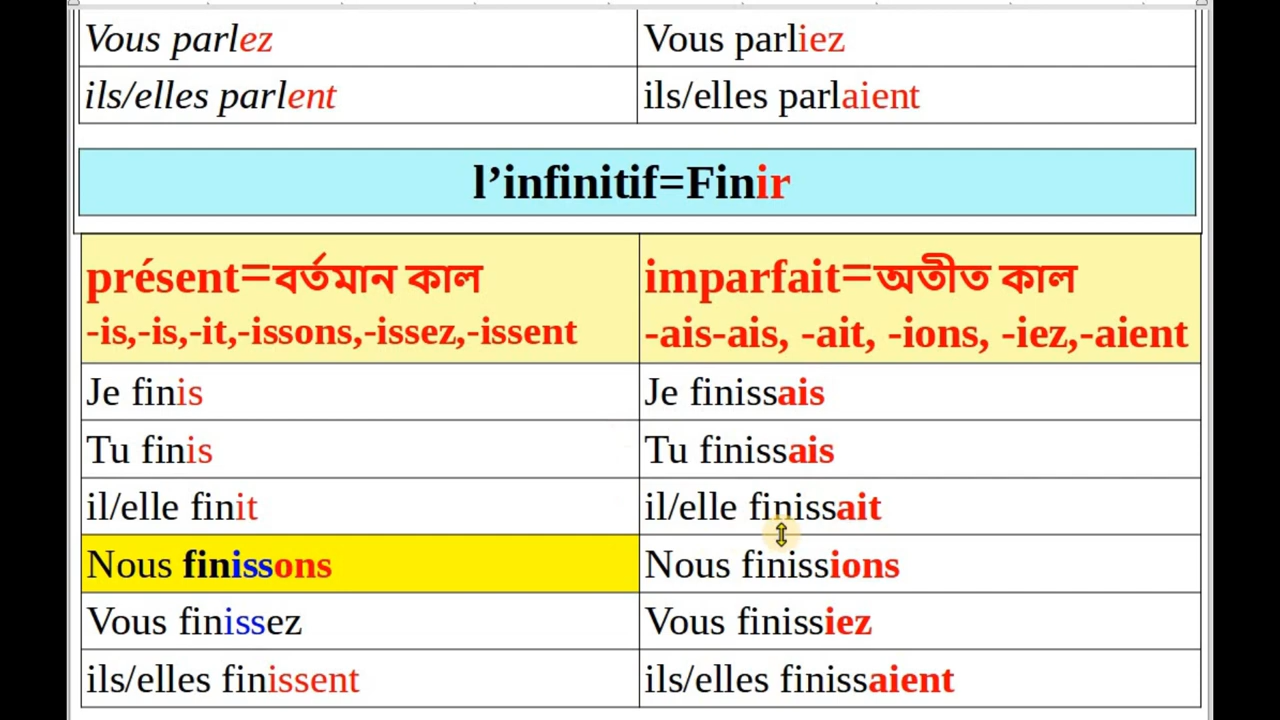 Vous parlez
Vous parliez
ils/elles parlent
ils/elles parlaient
l’infinitif=Finir
présent=বর্তমান কাল
-is,-is,-it,-issons,-issez,-issent
imparfait=অতীত কাল
-ais-ais, -ait, -ions, -iez,-aient
Je finis
Je finissais
Tu finis
Tu finissais
il/elle finit
il/elle finissait
Nous finissons
Nous finissions
Vous finissez
Vous finissiez
ils/elles finissent
ils/elles finissaient